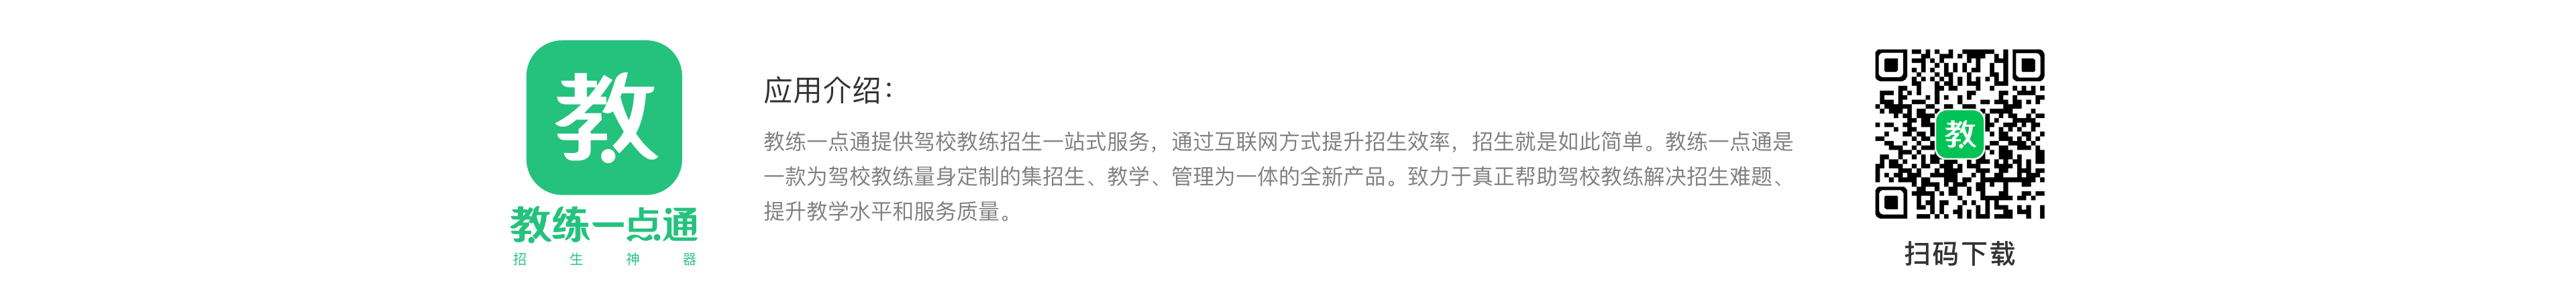 教
教练一点通
招生神器
应用介绍：
教练一点通提供驾校教练招生一站式服务，通过互联网方式提升招生效率，招生就是如此简单。教练一点通是
一款为驾校教练量身定制的集招生、教学、管理为一体的全新产品。致力于真正帮助驾校教练解决招生难题、
提升教学水平和服务质量。
教
扫码下载